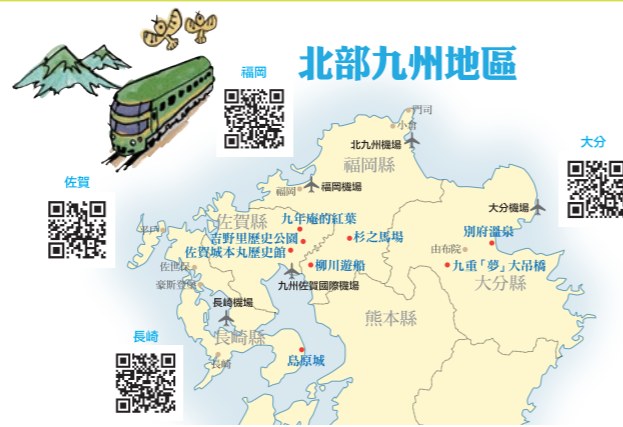 北部九州地區
福岡
門司
小倉
北九州機場
福岡縣
大分
佐賀
福岡
福岡機場
大分機場
佐賀縣
九年庵的紅葉
平戶
吉野里歷史公園
杉之馬場
別府溫泉
佐賀城本丸歷史館
由布院
佐世保
柳川遊船
九重「夢」大吊橋
豪斯登堡
九州佐賀國際機場
大分縣
長崎機場
熊本縣
長崎
長崎縣
島原城
長崎